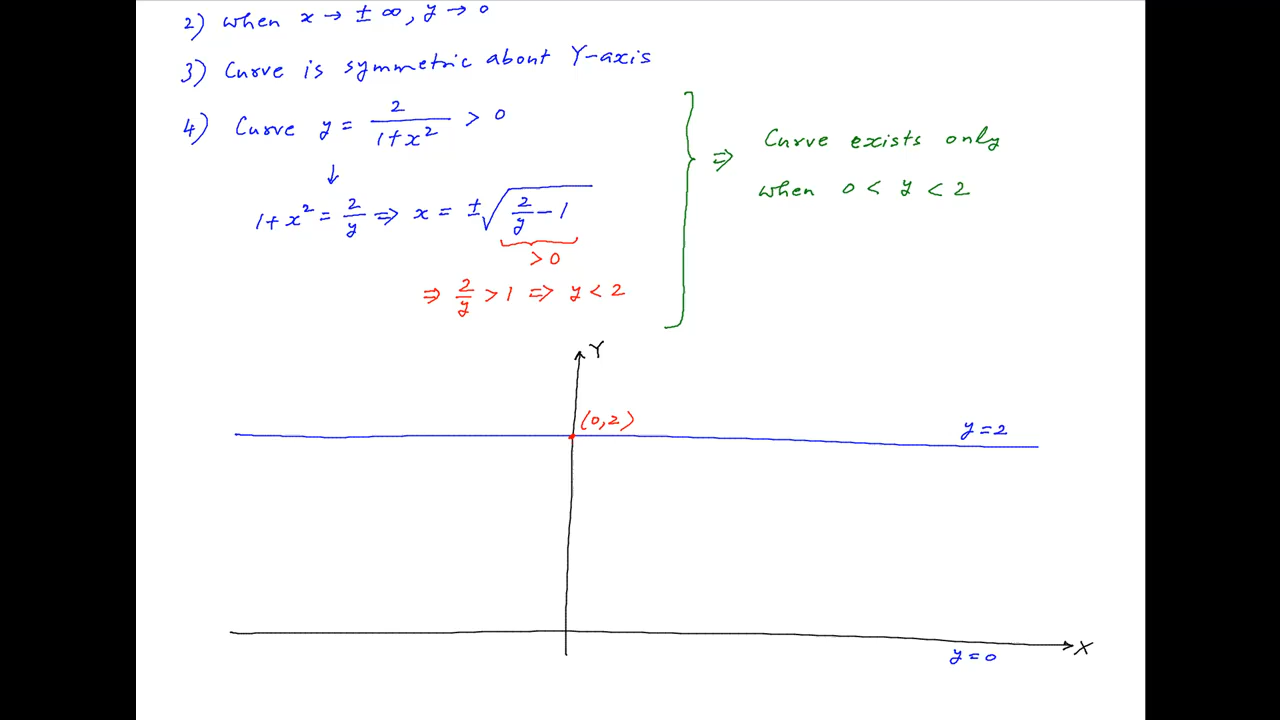 2) when x → ± ∞, y → 0
3) Curve is symmetric about Y-axis
4) Curve y = 2/(1+x²) > 0
↓
1+x² = 2/y ⇒ x = ±√(2/y − 1)
> 0
⇒ 2/y > 1 ⇒ y < 2
⇒ Curve exists only
when 0 < y < 2
Y
(0,2)
y = 2
X
y = 0